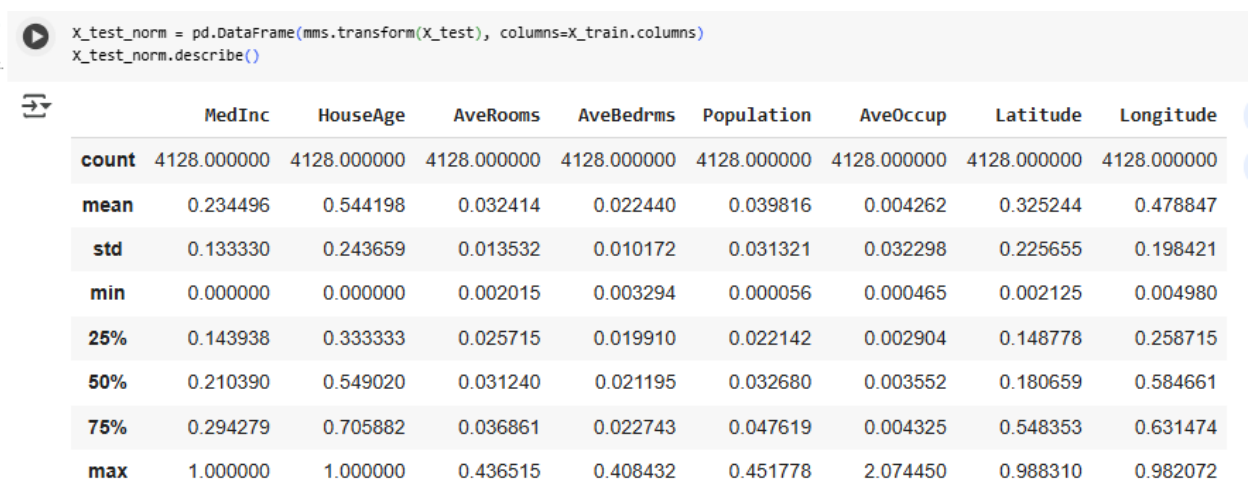 X_test_norm = pd.DataFrame(mms.transform(X_test), columns=X_train.columns)
X_test_norm.describe()
MedInc HouseAge AveRooms AveBedrms Population AveOccup Latitude Longitude
count 4128.000000 4128.000000 4128.000000 4128.000000 4128.000000 4128.000000 4128.000000 4128.000000
mean 0.234496 0.544198 0.032414 0.022440 0.039816 0.004262 0.325244 0.478847
std 0.133330 0.243659 0.013532 0.010172 0.031321 0.032298 0.225655 0.198421
min 0.000000 0.000000 0.002015 0.003294 0.000056 0.000465 0.002125 0.004980
25% 0.143938 0.333333 0.025715 0.019910 0.022142 0.002904 0.148778 0.258715
50% 0.210390 0.549020 0.031240 0.021195 0.032680 0.003552 0.180659 0.584661
75% 0.294279 0.705882 0.036861 0.022743 0.047619 0.004325 0.548353 0.631474
max 1.000000 1.000000 0.436515 0.408432 0.451778 2.074450 0.988310 0.982072